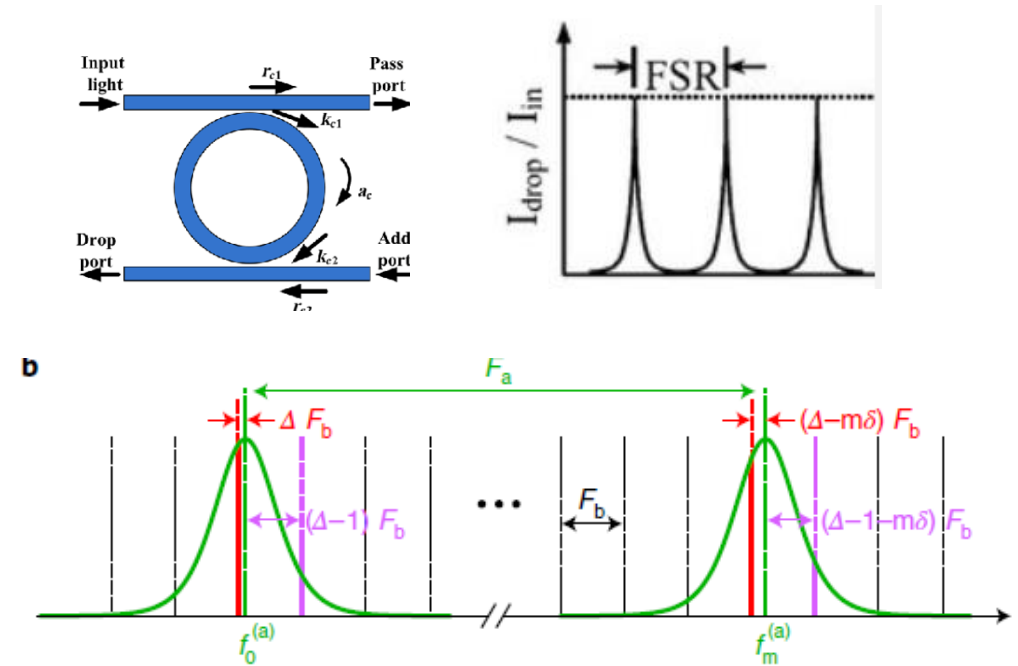 Input
light
r_c1
Pass
port
k_c1
a_c
Drop
port
k_c2
Add
port
I_drop / I_in
FSR
b
F_a
Δ F_b
(Δ−mδ) F_b
F_b
(Δ−1) F_b
(Δ−1−mδ) F_b
f_0^(a)
f_m^(a)